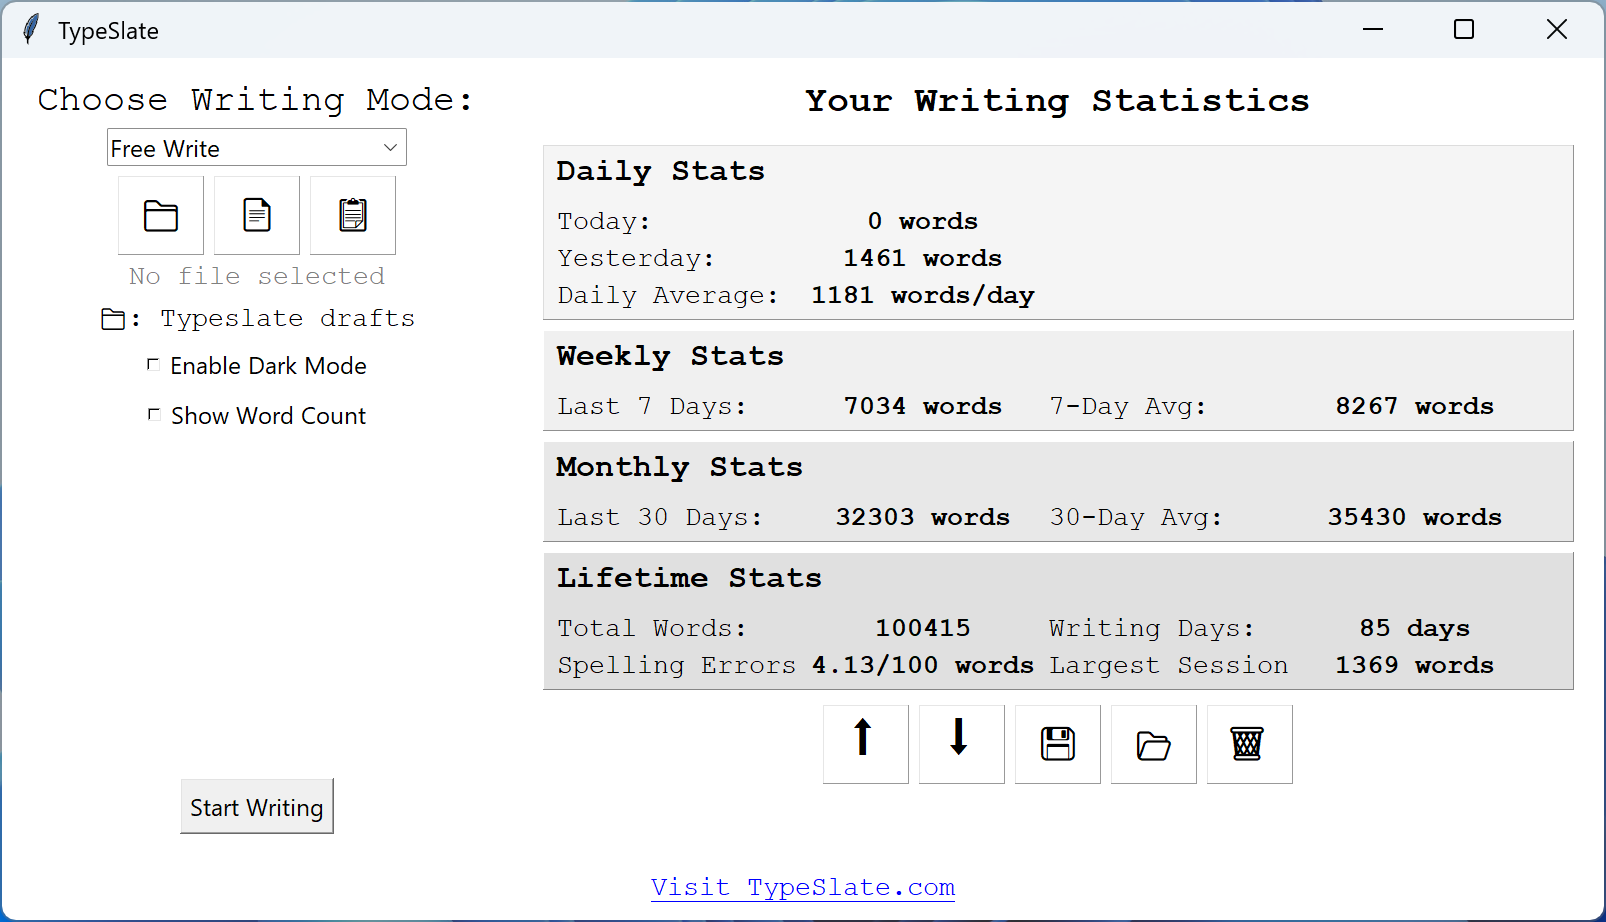 TypeSlate
Choose Writing Mode:
Free Write
No file selected
: Typeslate drafts
Enable Dark Mode
Show Word Count
Start Writing
Your Writing Statistics
Daily Stats
Today: 0 words
Yesterday: 1461 words
Daily Average: 1181 words/day
Weekly Stats
Last 7 Days: 7034 words 7-Day Avg: 8267 words
Monthly Stats
Last 30 Days: 32303 words 30-Day Avg: 35430 words
Lifetime Stats
Total Words: 100415 Writing Days: 85 days
Spelling Errors 4.13/100 words Largest Session 1369 words
Visit TypeSlate.com